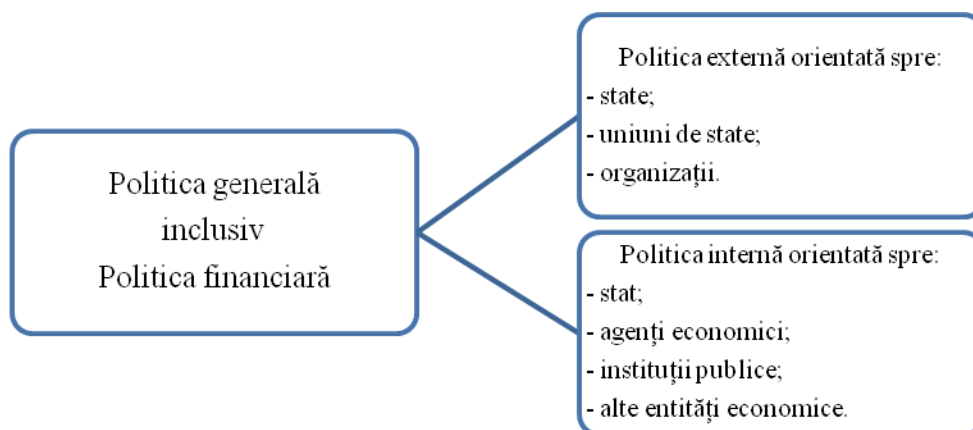 Politica generală
inclusiv
Politica financiară
Politica externă orientată spre:
- state;
- uniuni de state;
- organizații.
Politica internă orientată spre:
- stat;
- agenți economici;
- instituții publice;
- alte entități economice.